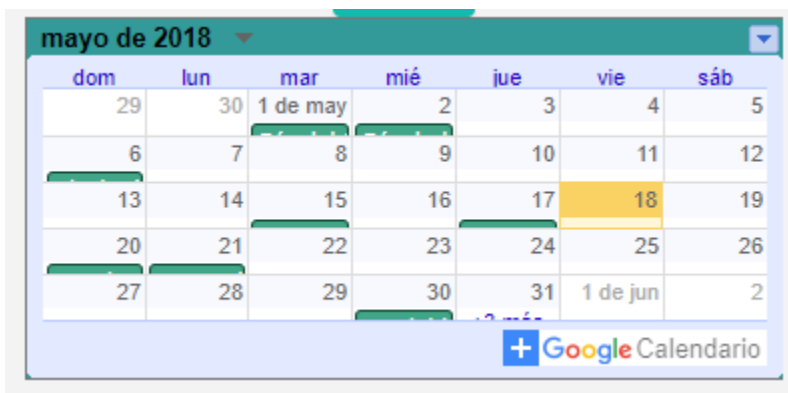 mayo de 2018
dom lun mar mié jue vie sáb
29 30 1 de may 2 3 4 5
6 7 8 9 10 11 12
13 14 15 16 17 18 19
20 21 22 23 24 25 26
27 28 29 30 31 1 de jun 2
Google Calendario